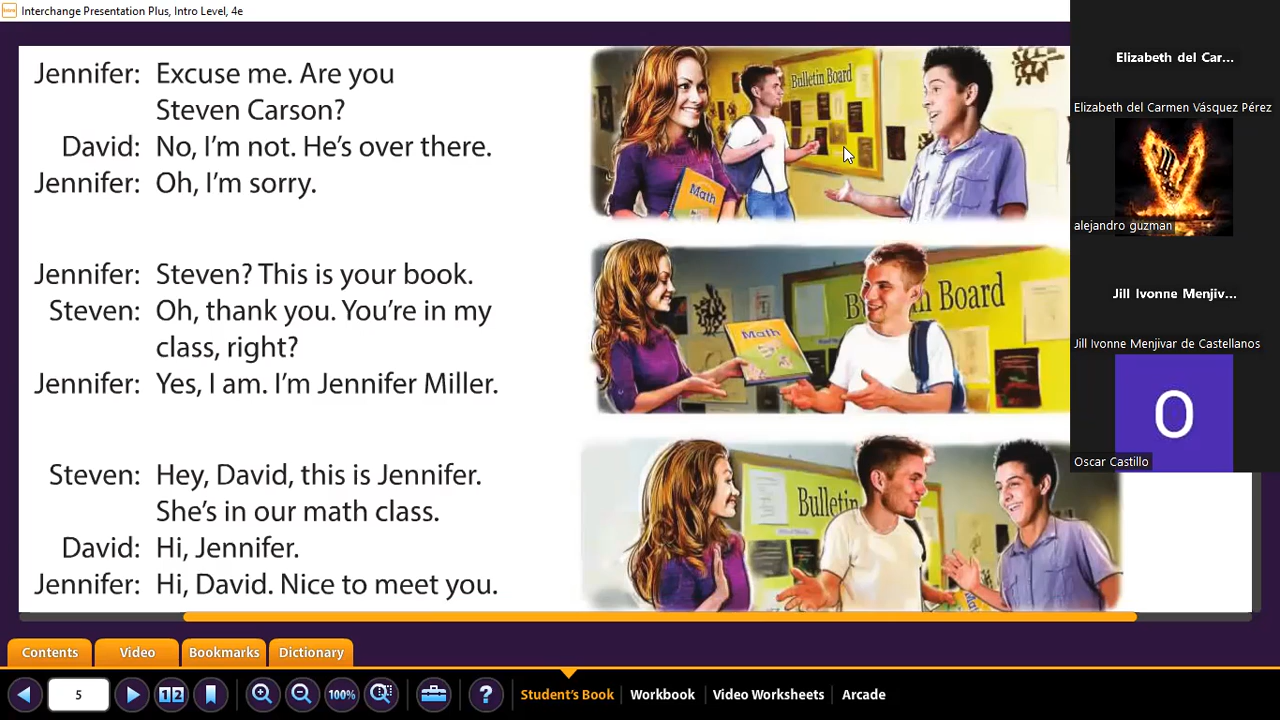 Interchange Presentation Plus, Intro Level, 4e
Jennifer: Excuse me. Are you
Steven Carson?
David: No, I'm not. He's over there.
Jennifer: Oh, I'm sorry.
Bulletin Board
Math
Jennifer: Steven? This is your book.
Steven: Oh, thank you. You're in my
class, right?
Jennifer: Yes, I am. I'm Jennifer Miller.
Board
Math
Steven: Hey, David, this is Jennifer.
She's in our math class.
David: Hi, Jennifer.
Jennifer: Hi, David. Nice to meet you.
Bulletin
Elizabeth del Car...
Elizabeth del Carmen Vásquez Pérez
alejandro guzman
Jill Ivonne Menjiv...
Jill Ivonne Menjivar de Castellanos
O
Oscar Castillo
Contents Video Bookmarks Dictionary
5 1 2 100% ? Student's Book Workbook Video Worksheets Arcade